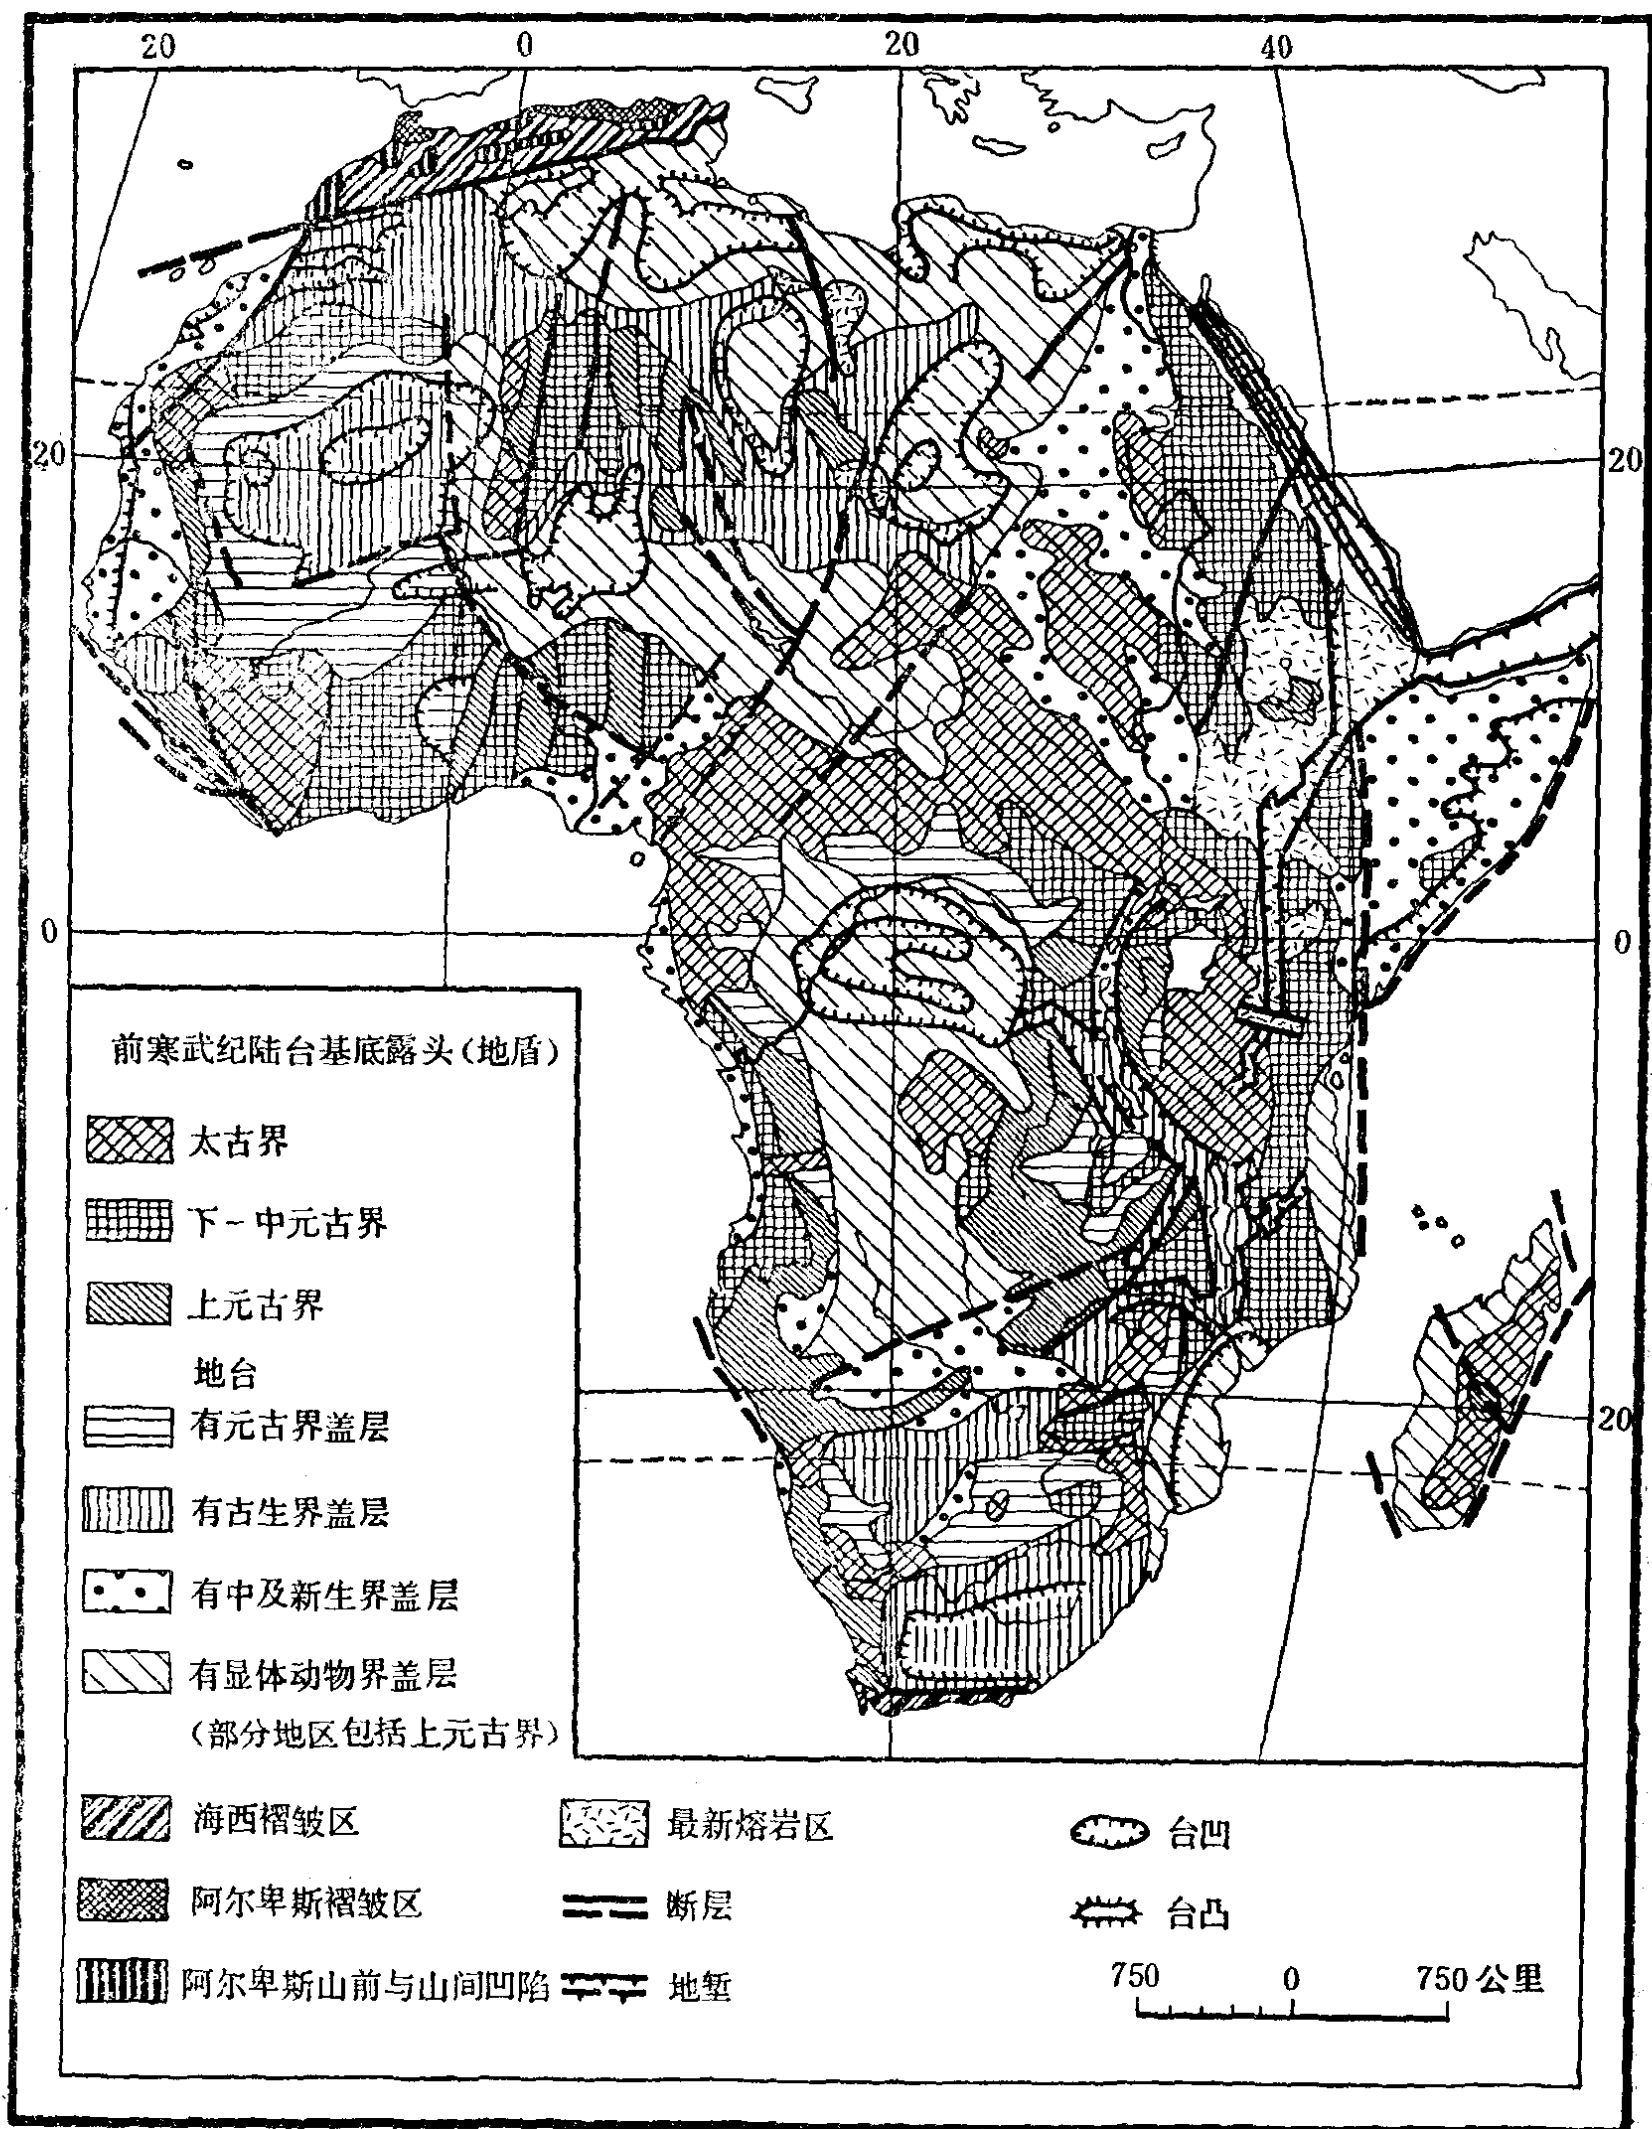 20 0 20 40
20 20
0 0
20
前寒武纪陆台基底露头(地盾)
太古界
下-中元古界
上元古界
地台
有元古界盖层
有古生界盖层
有中及新生界盖层
有显体动物界盖层
(部分地区包括上元古界)
海西褶皱区
阿尔卑斯褶皱区
阿尔卑斯山前与山间凹陷
最新熔岩区
断层
地堑
台凹
台凸
750 0 750 公里